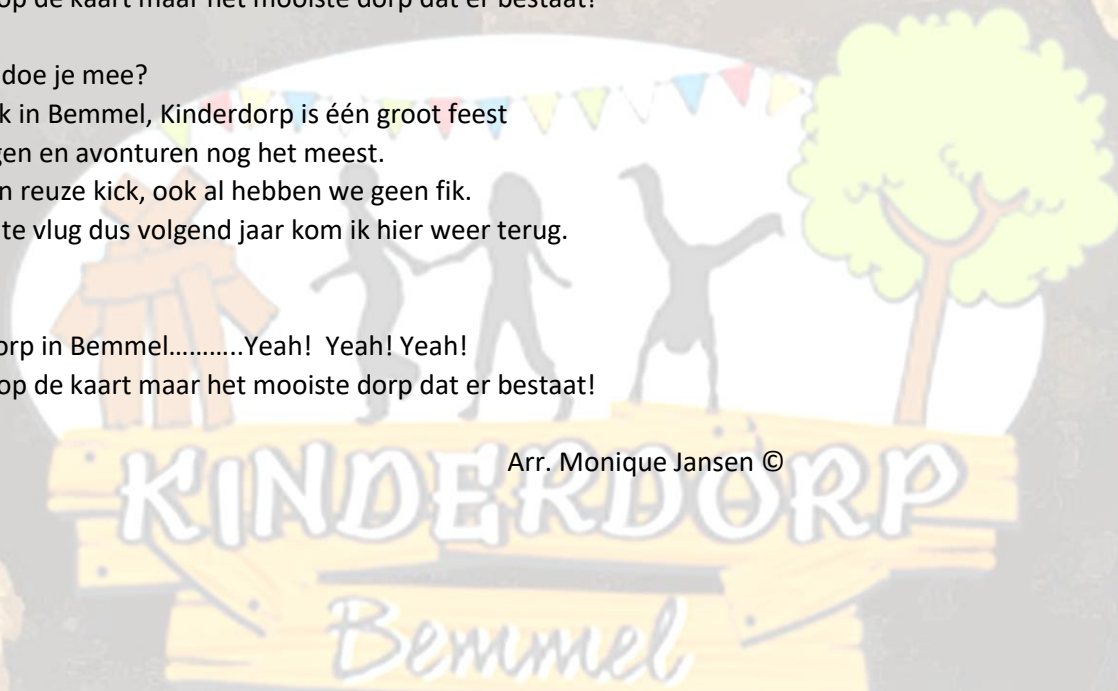 op de kaart maar het mooiste dorp dat er bestaat!
doe je mee?
k in Bemmel, Kinderdorp is één groot feest
gen en avonturen nog het meest.
n reuze kick, ook al hebben we geen fik.
te vlug dus volgend jaar kom ik hier weer terug.
orp in Bemmel………..Yeah!  Yeah! Yeah!
op de kaart maar het mooiste dorp dat er bestaat!
Arr. Monique Jansen ©
KINDERDORP
Bemmel